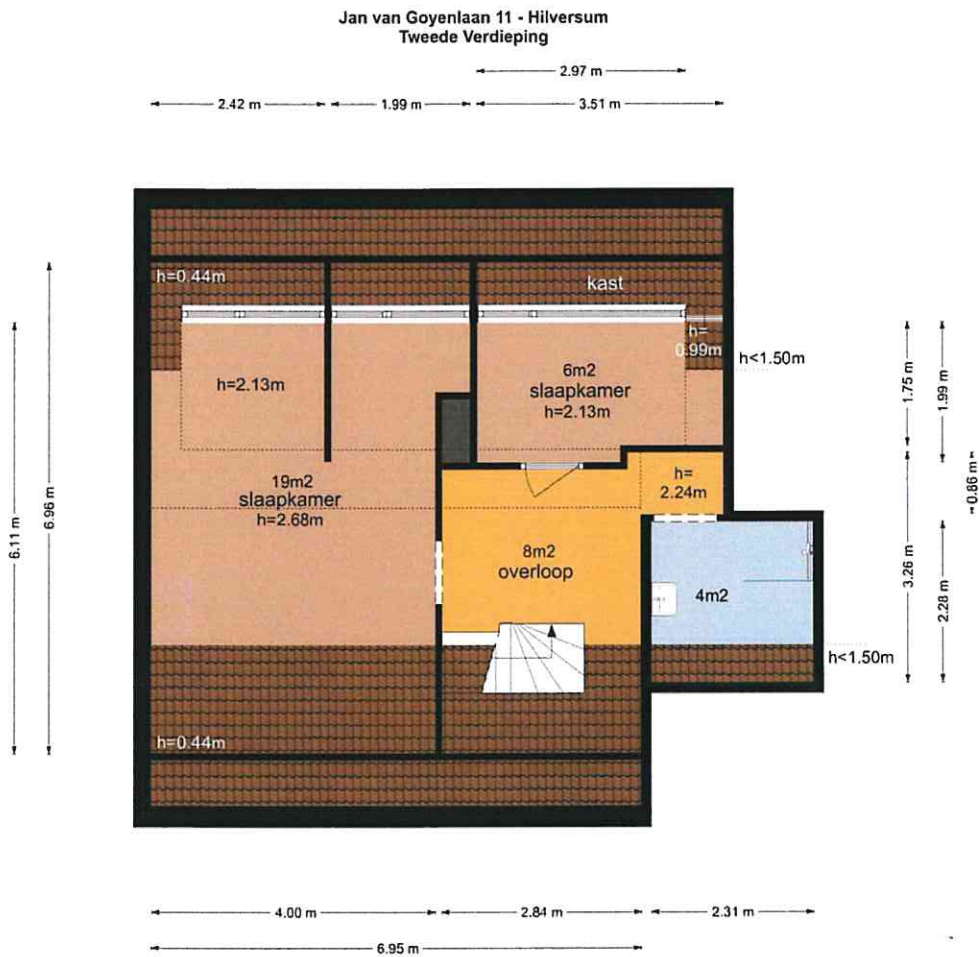 Jan van Goyenlaan 11 - Hilversum
Tweede Verdieping
2.97 m
2.42 m
1.99 m
3.51 m
h=0.44m
kast
h=
0.99m
h<1.50m
h=2.13m
6m2
slaapkamer
h=2.13m
1.75 m
1.99 m
19m2
slaapkamer
h=2.68m
h=
2.24m
0.86 m
6.11 m
6.96 m
8m2
overloop
4m2
3.26 m
2.28 m
h<1.50m
h=0.44m
4.00 m
2.84 m
2.31 m
6.95 m